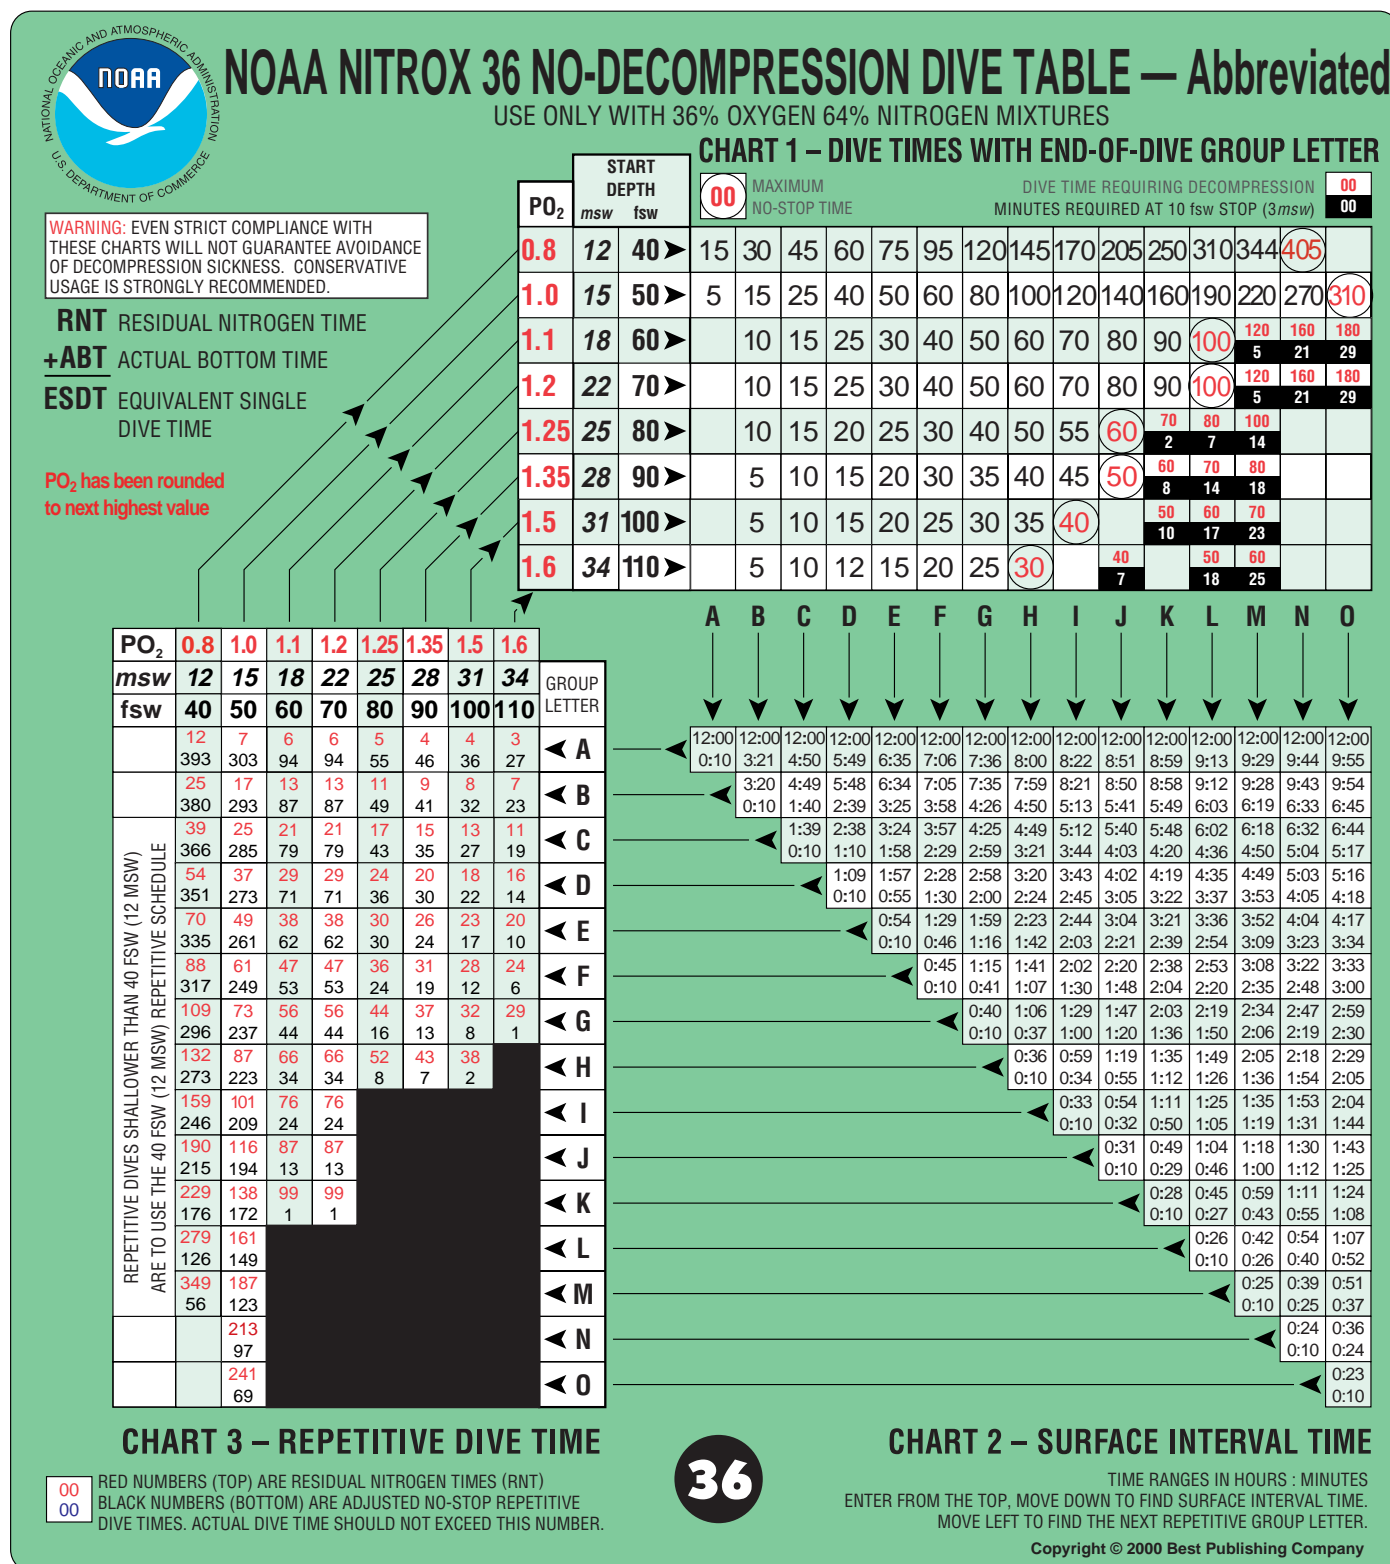 NATIONAL OCEANIC AND ATMOSPHERIC ADMINISTRATION
U.S. DEPARTMENT OF COMMERCE
NOAA
NOAA NITROX 36 NO-DECOMPRESSION DIVE TABLE — Abbreviated
USE ONLY WITH 36% OXYGEN 64% NITROGEN MIXTURES
CHART 1 – DIVE TIMES WITH END-OF-DIVE GROUP LETTER
00 MAXIMUM NO-STOP TIME
DIVE TIME REQUIRING DECOMPRESSION 00
MINUTES REQUIRED AT 10 fsw STOP (3msw) 00
WARNING: EVEN STRICT COMPLIANCE WITH
THESE CHARTS WILL NOT GUARANTEE AVOIDANCE
OF DECOMPRESSION SICKNESS. CONSERVATIVE
USAGE IS STRONGLY RECOMMENDED.
RNT RESIDUAL NITROGEN TIME
+ABT ACTUAL BOTTOM TIME
ESDT EQUIVALENT SINGLE
DIVE TIME
PO2 has been rounded
to next highest value
START
DEPTH
PO2 msw fsw
0.8 12 40 15 30 45 60 75 95 120 145 170 205 250 310 344 405
1.0 15 50 5 15 25 40 50 60 80 100 120 140 160 190 220 270 310
1.1 18 60 10 15 25 30 40 50 60 70 80 90 100 120 160 180
5 21 29
1.2 22 70 10 15 25 30 40 50 60 70 80 90 100 120 160 180
5 21 29
1.25 25 80 10 15 20 25 30 40 50 55 60 70 80 100
2 7 14
1.35 28 90 5 10 15 20 30 35 40 45 50 60 70 80
8 14 18
1.5 31 100 5 10 15 20 25 30 35 40 50 60 70
10 17 23
1.6 34 110 5 10 12 15 20 25 30 40 50 60
7 18 25
A B C D E F G H I J K L M N O
PO2 0.8 1.0 1.1 1.2 1.25 1.35 1.5 1.6
msw 12 15 18 22 25 28 31 34
fsw 40 50 60 70 80 90 100 110
GROUP
LETTER
REPETITIVE DIVES SHALLOWER THAN 40 FSW (12 MSW)
ARE TO USE THE 40 FSW (12 MSW) REPETITIVE SCHEDULE
12 7 6 6 5 4 4 3
393 303 94 94 55 46 36 27
A
12:00 12:00 12:00 12:00 12:00 12:00 12:00 12:00 12:00 12:00 12:00 12:00 12:00 12:00 12:00
0:10 3:21 4:50 5:49 6:35 7:06 7:36 8:00 8:22 8:51 8:59 9:13 9:29 9:44 9:55
25 17 13 13 11 9 8 7
380 293 87 87 49 41 32 23
B
3:20 4:49 5:48 6:34 7:05 7:35 7:59 8:21 8:50 8:58 9:12 9:28 9:43 9:54
0:10 1:40 2:39 3:25 3:58 4:26 4:50 5:13 5:41 5:49 6:03 6:19 6:33 6:45
39 25 21 21 17 15 13 11
366 285 79 79 43 35 27 19
C
1:39 2:38 3:24 3:57 4:25 4:49 5:12 5:40 5:48 6:02 6:18 6:32 6:44
0:10 1:10 1:58 2:29 2:59 3:21 3:44 4:03 4:20 4:36 4:50 5:04 5:17
54 37 29 29 24 20 18 16
351 273 71 71 36 30 22 14
D
1:09 1:57 2:28 2:58 3:20 3:43 4:02 4:19 4:35 4:49 5:03 5:16
0:10 0:55 1:30 2:00 2:24 2:45 3:05 3:22 3:37 3:53 4:05 4:18
70 49 38 38 30 26 23 20
335 261 62 62 30 24 17 10
E
0:54 1:29 1:59 2:23 2:44 3:04 3:21 3:36 3:52 4:04 4:17
0:10 0:46 1:16 1:42 2:03 2:21 2:39 2:54 3:09 3:23 3:34
88 61 47 47 36 31 28 24
317 249 53 53 24 19 12 6
F
0:45 1:15 1:41 2:02 2:20 2:38 2:53 3:08 3:22 3:33
0:10 0:41 1:07 1:30 1:48 2:04 2:20 2:35 2:48 3:00
109 73 56 56 44 37 32 29
296 237 44 44 16 13 8 1
G
0:40 1:06 1:29 1:47 2:03 2:19 2:34 2:47 2:59
0:10 0:37 1:00 1:20 1:36 1:50 2:06 2:19 2:30
132 87 66 66 52 43 38
273 223 34 34 8 7 2
H
0:36 0:59 1:19 1:35 1:49 2:05 2:18 2:29
0:10 0:34 0:55 1:12 1:26 1:36 1:54 2:05
159 101 76 76
246 209 24 24
I
0:33 0:54 1:11 1:25 1:35 1:53 2:04
0:10 0:32 0:50 1:05 1:19 1:31 1:44
190 116 87 87
215 194 13 13
J
0:31 0:49 1:04 1:18 1:30 1:43
0:10 0:29 0:46 1:00 1:12 1:25
229 138 99 99
176 172 1 1
K
0:28 0:45 0:59 1:11 1:24
0:10 0:27 0:43 0:55 1:08
279 161
126 149
L
0:26 0:42 0:54 1:07
0:10 0:26 0:40 0:52
349 187
56 123
M
0:25 0:39 0:51
0:10 0:25 0:37
213
97
N
0:24 0:36
0:10 0:24
241
69
O
0:23
0:10
CHART 3 – REPETITIVE DIVE TIME
00
00
RED NUMBERS (TOP) ARE RESIDUAL NITROGEN TIMES (RNT)
BLACK NUMBERS (BOTTOM) ARE ADJUSTED NO-STOP REPETITIVE
DIVE TIMES. ACTUAL DIVE TIME SHOULD NOT EXCEED THIS NUMBER.
36
CHART 2 – SURFACE INTERVAL TIME
TIME RANGES IN HOURS : MINUTES
ENTER FROM THE TOP, MOVE DOWN TO FIND SURFACE INTERVAL TIME.
MOVE LEFT TO FIND THE NEXT REPETITIVE GROUP LETTER.
Copyright © 2000 Best Publishing Company